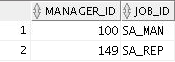 MANAGER_ID JOB_ID
1 100 SA_MAN
2 149 SA_REP